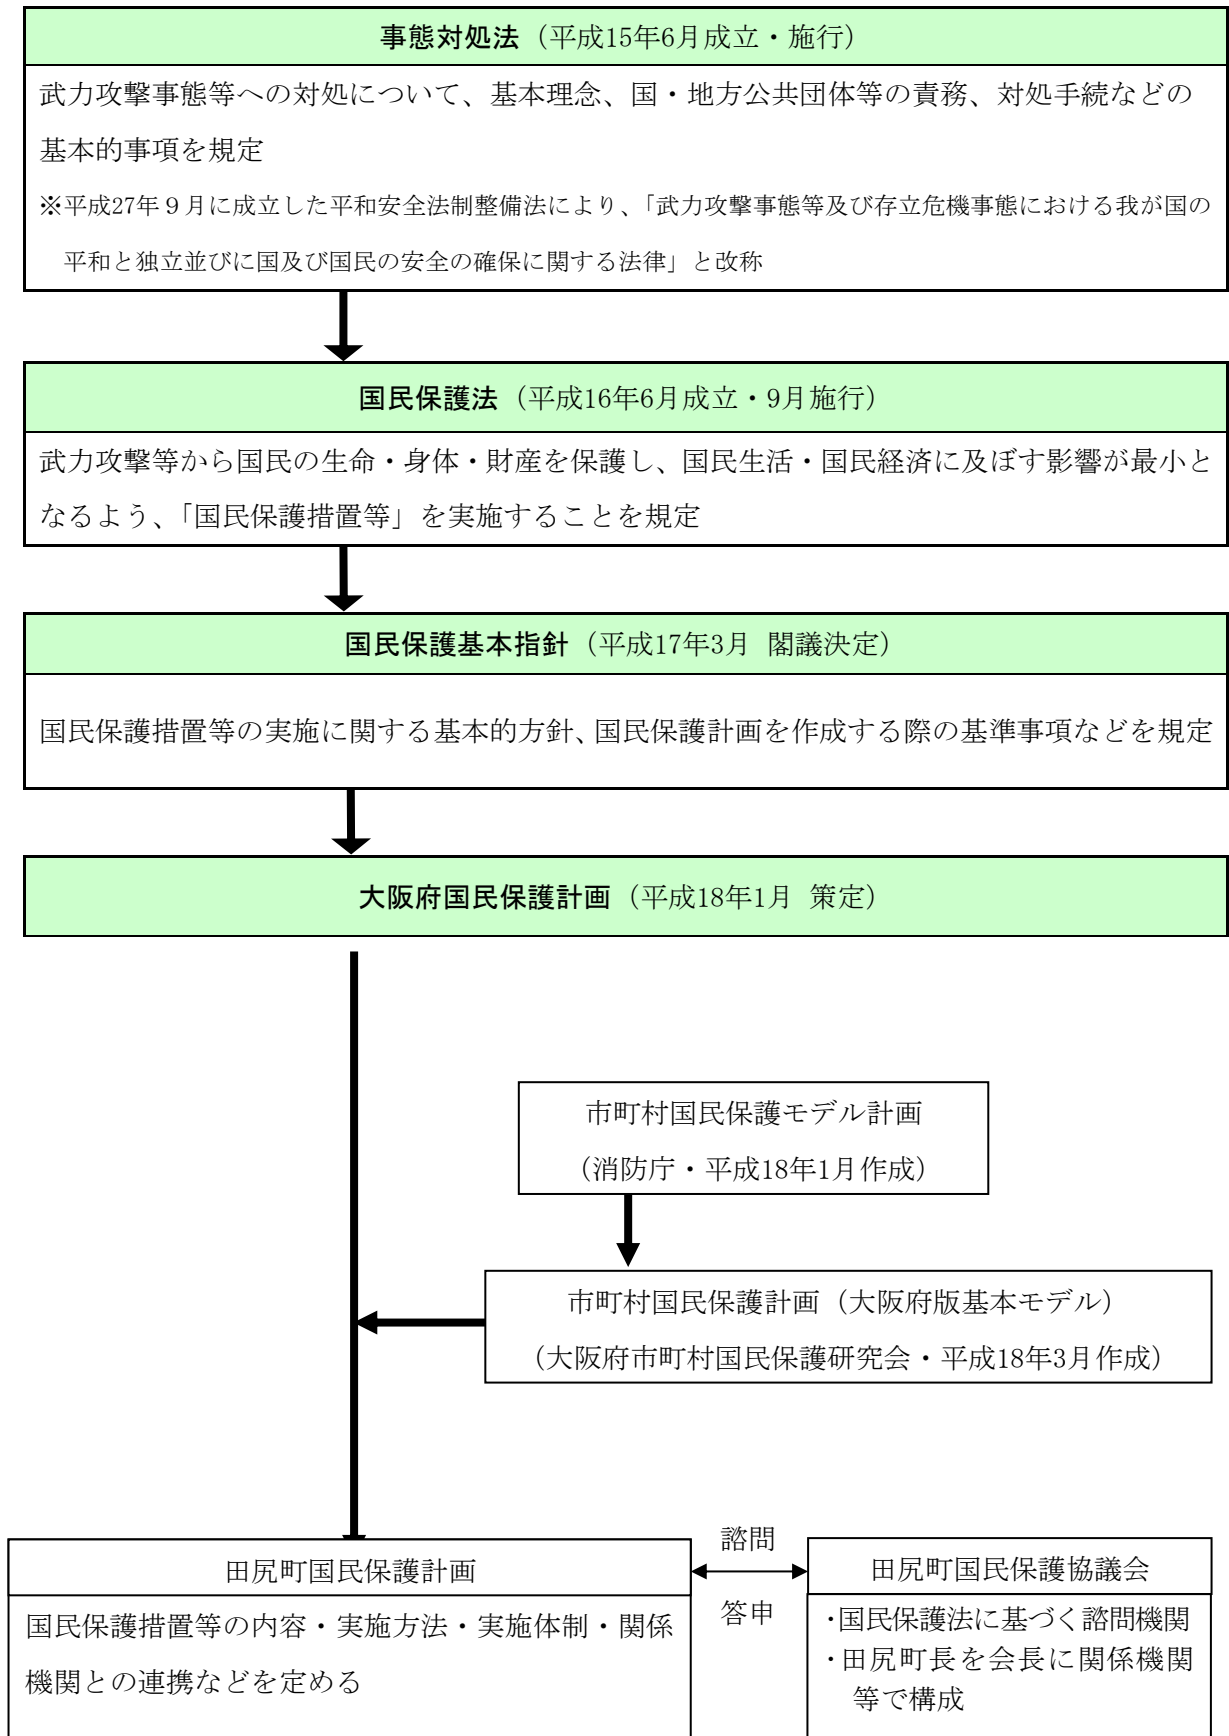 事態対処法（平成15年6月成立・施行）
武力攻撃事態等への対処について、基本理念、国・地方公共団体等の責務、対処手続などの
基本的事項を規定
※平成27年９月に成立した平和安全法制整備法により、「武力攻撃事態等及び存立危機事態における我が国の
平和と独立並びに国及び国民の安全の確保に関する法律」と改称
国民保護法（平成16年6月成立・9月施行）
武力攻撃等から国民の生命・身体・財産を保護し、国民生活・国民経済に及ぼす影響が最小と
なるよう、「国民保護措置等」を実施することを規定
国民保護基本指針（平成17年3月 閣議決定）
国民保護措置等の実施に関する基本的方針、国民保護計画を作成する際の基準事項などを規定
大阪府国民保護計画（平成18年1月 策定）
市町村国民保護モデル計画
（消防庁・平成18年1月作成）
市町村国民保護計画（大阪府版基本モデル）
（大阪府市町村国民保護研究会・平成18年3月作成）
田尻町国民保護計画
国民保護措置等の内容・実施方法・実施体制・関係
機関との連携などを定める
諮問
答申
田尻町国民保護協議会
・国民保護法に基づく諮問機関
・田尻町長を会長に関係機関
等で構成